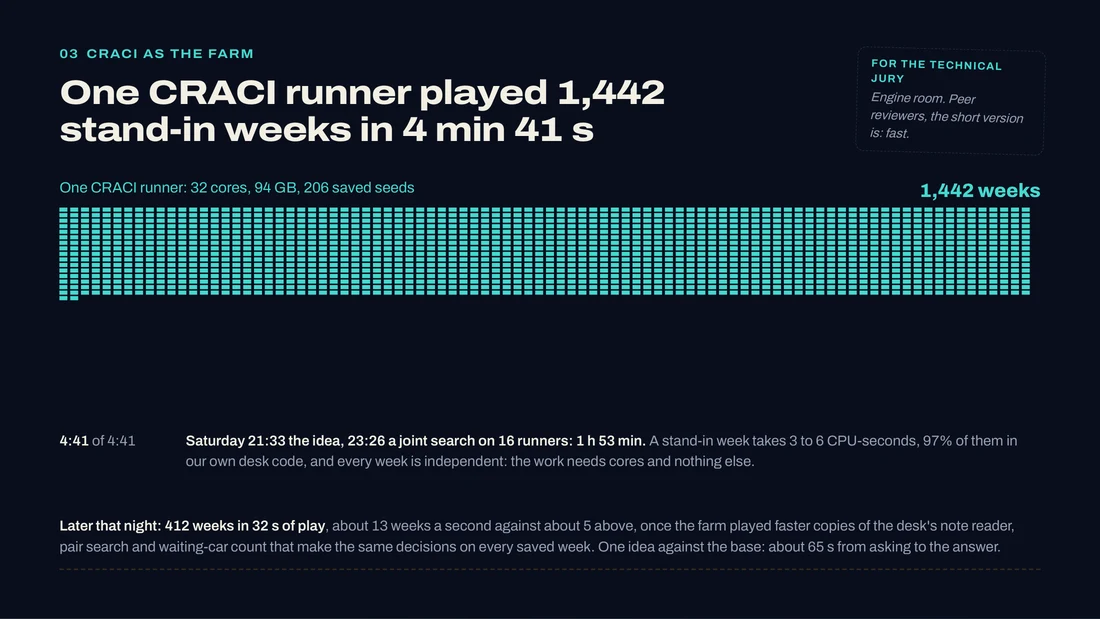 03 CRACI AS THE FARM
One CRACI runner played 1,442
stand-in weeks in 4 min 41 s
FOR THE TECHNICAL
JURY
Engine room. Peer
reviewers, the short version
is: fast.
One CRACI runner: 32 cores, 94 GB, 206 saved seeds
1,442 weeks
4:41 of 4:41
Saturday 21:33 the idea, 23:26 a joint search on 16 runners: 1 h 53 min. A stand-in week takes 3 to 6 CPU-seconds, 97% of them in
our own desk code, and every week is independent: the work needs cores and nothing else.
Later that night: 412 weeks in 32 s of play, about 13 weeks a second against about 5 above, once the farm played faster copies of the desk's note reader,
pair search and waiting-car count that make the same decisions on every saved week. One idea against the base: about 65 s from asking to the answer.